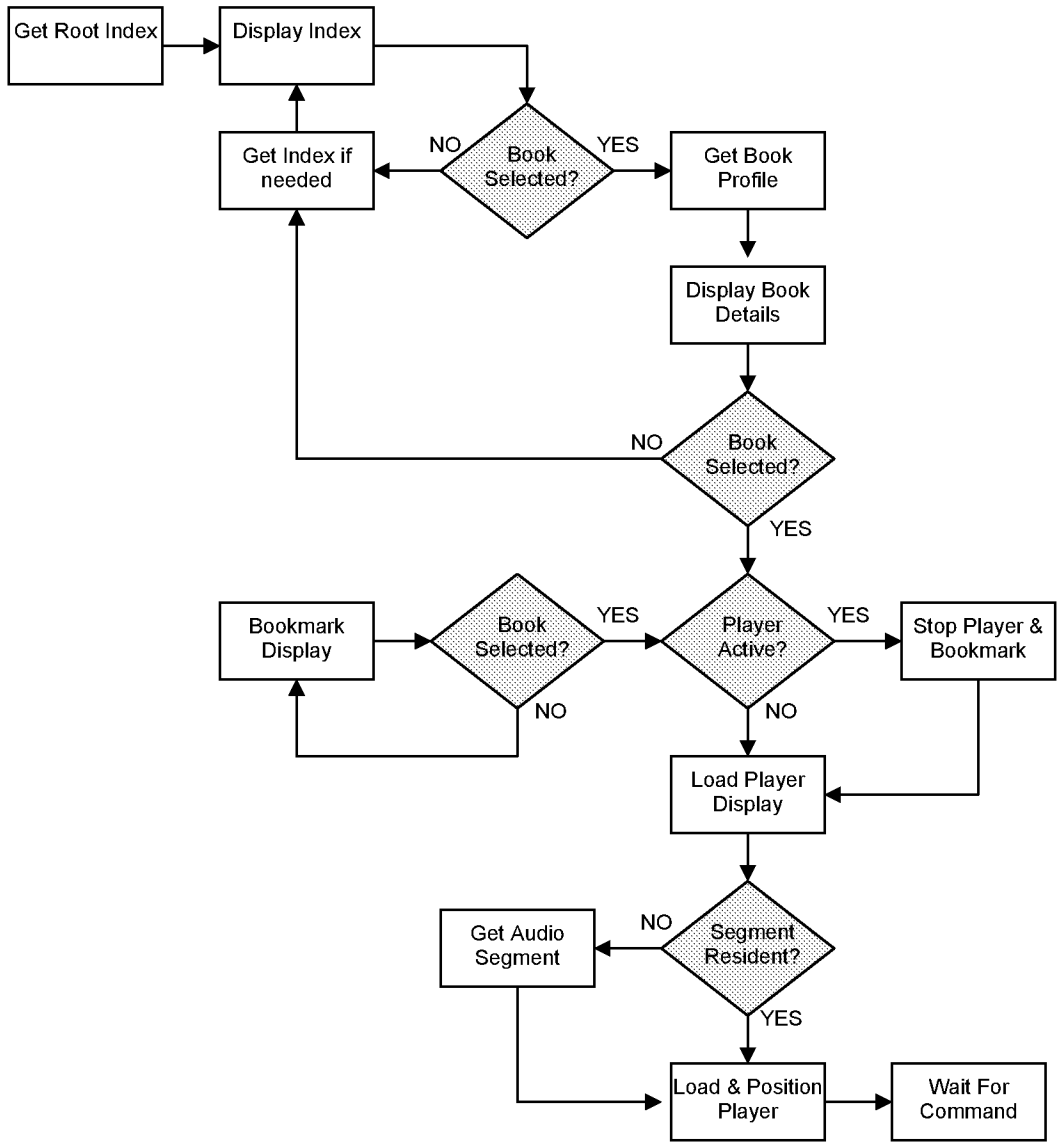 Get Root Index
Display Index
NO
YES
Get Index if
needed
Book
Selected?
Get Book
Profile
Display Book
Details
NO
Book
Selected?
YES
Bookmark
Display
Book
Selected?
YES
Player
Active?
YES
Stop Player &
Bookmark
NO
NO
Load Player
Display
Get Audio
Segment
NO
Segment
Resident?
YES
Load & Position
Player
Wait For
Command